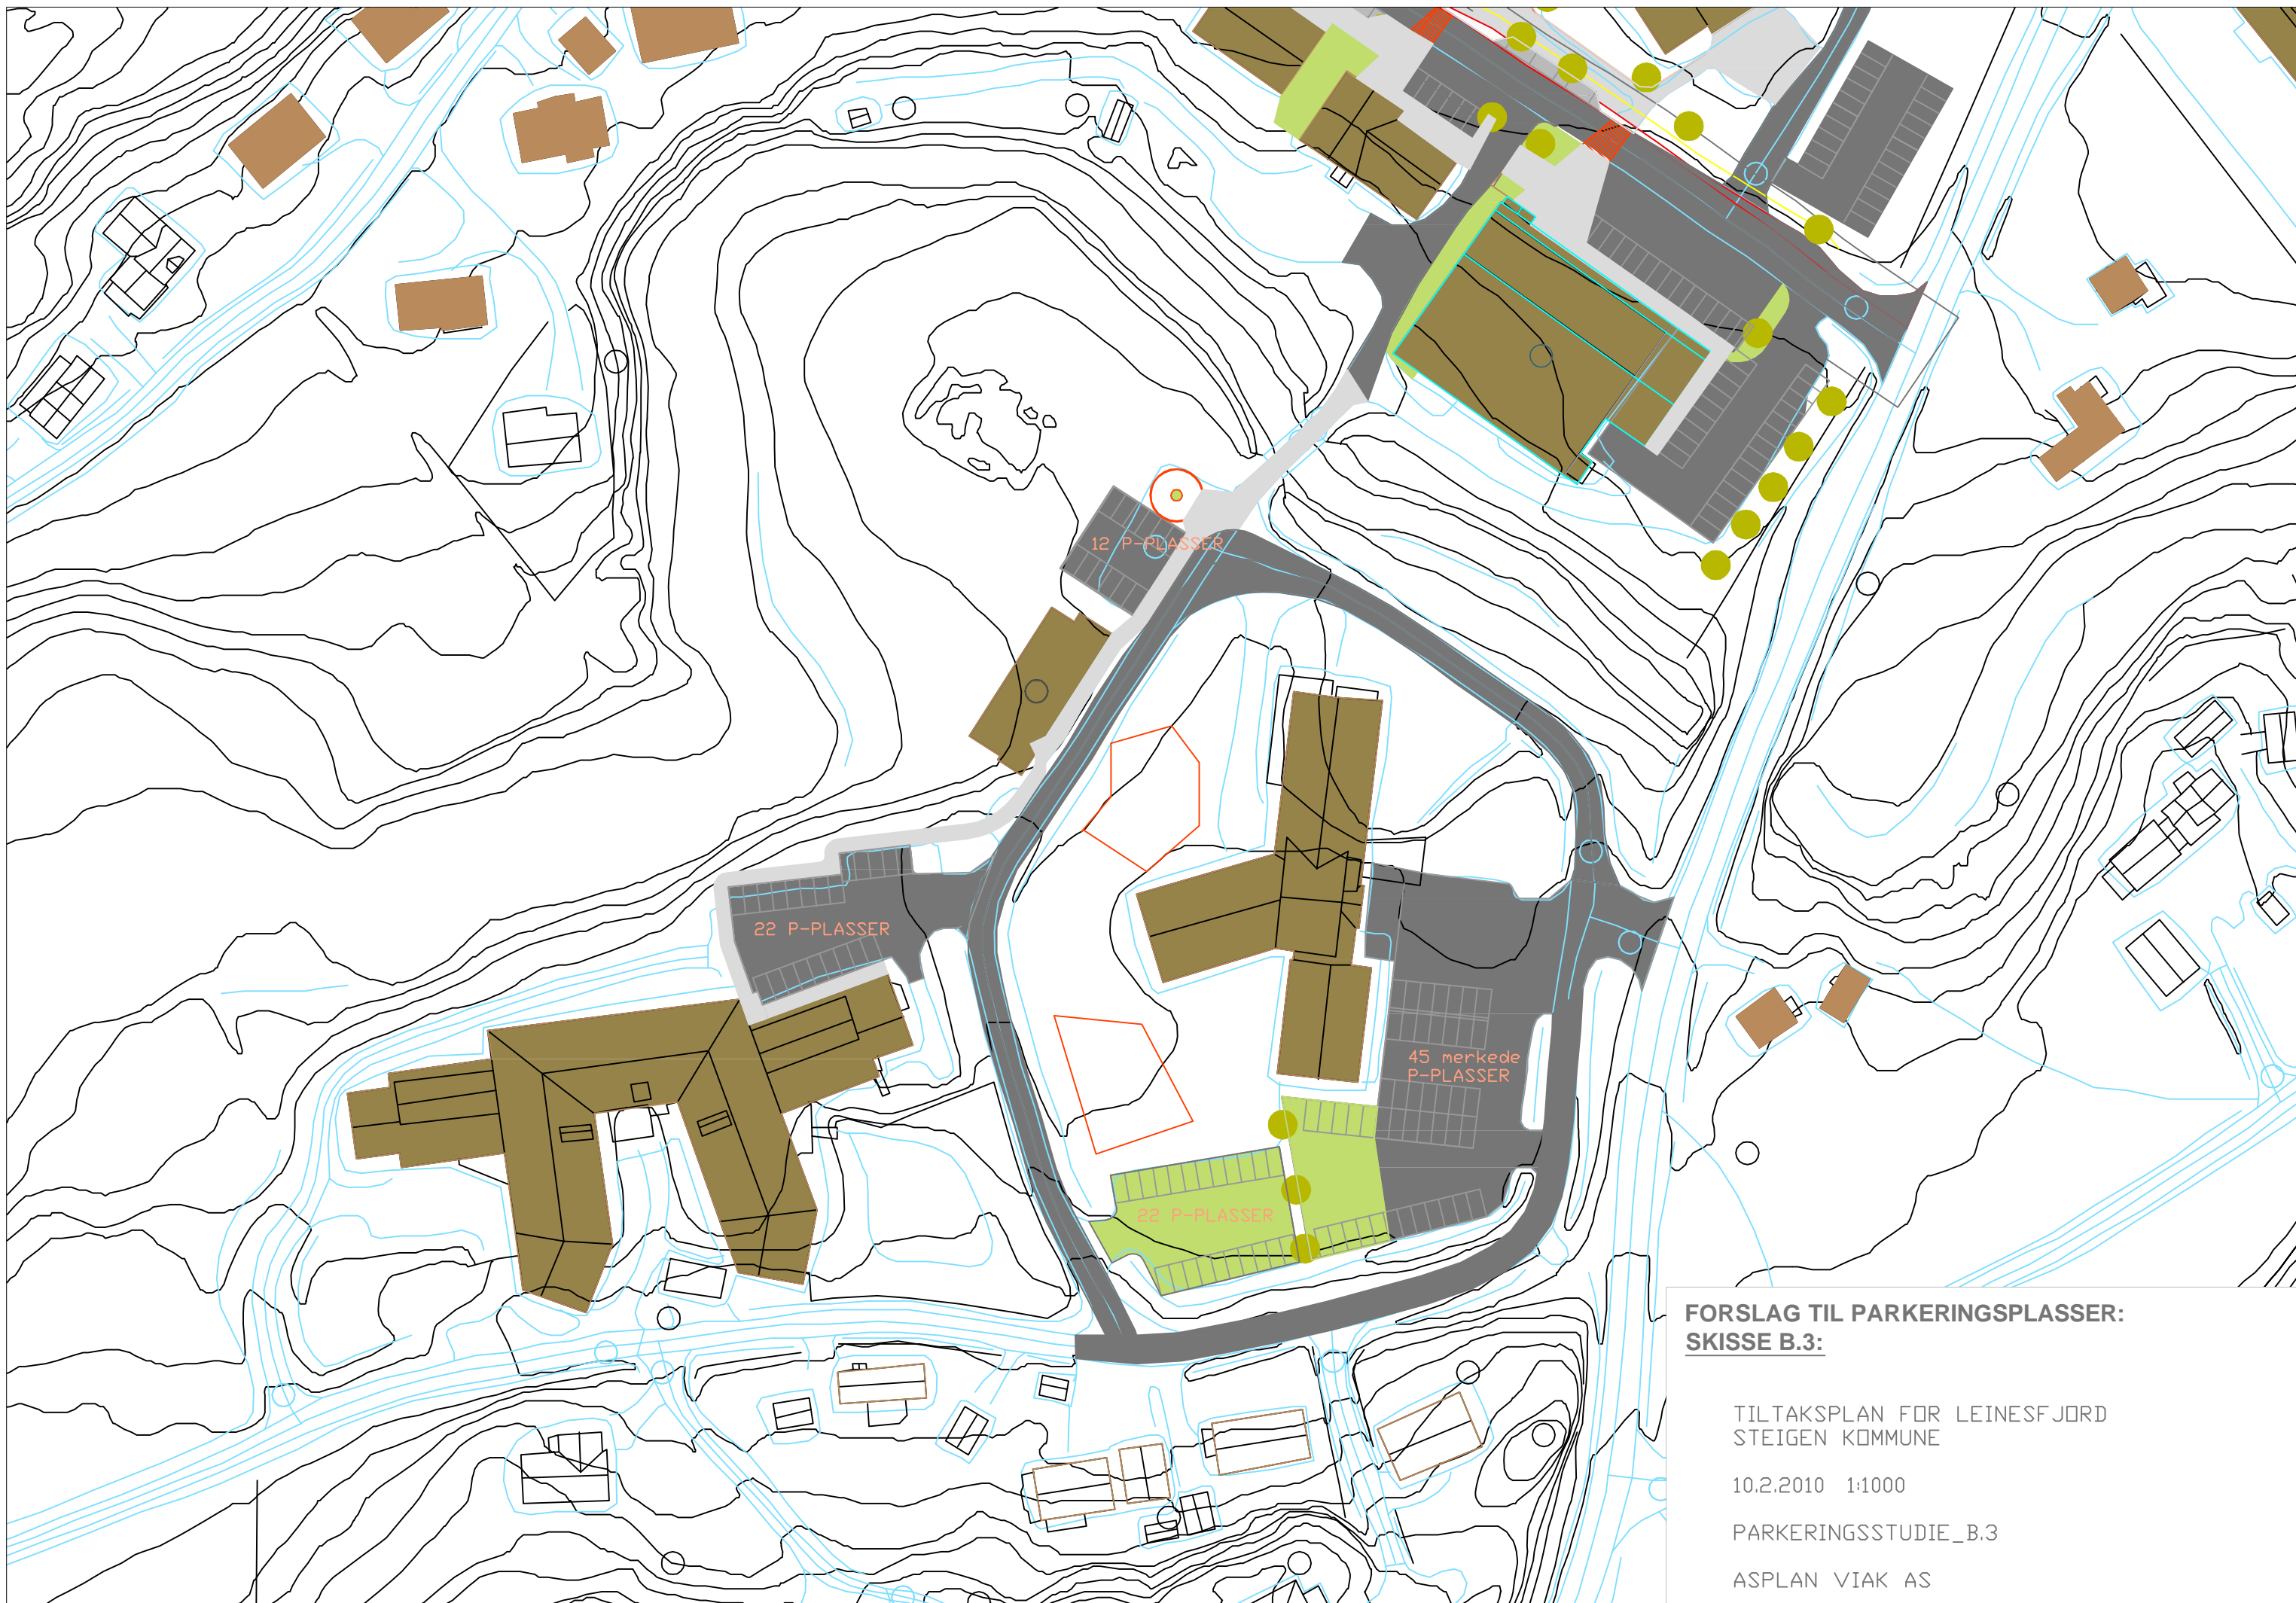 12 P-PLASSER
22 P-PLASSER
45 merkede
P-PLASSER
22 P-PLASSER
FORSLAG TIL PARKERINGSPLASSER:
SKISSE B.3:
TILTAKSPLAN FOR LEINESFJORD
STEIGEN KOMMUNE
10.2.2010 1:1000
PARKERINGSSTUDIE_B.3
ASPLAN VIAK AS